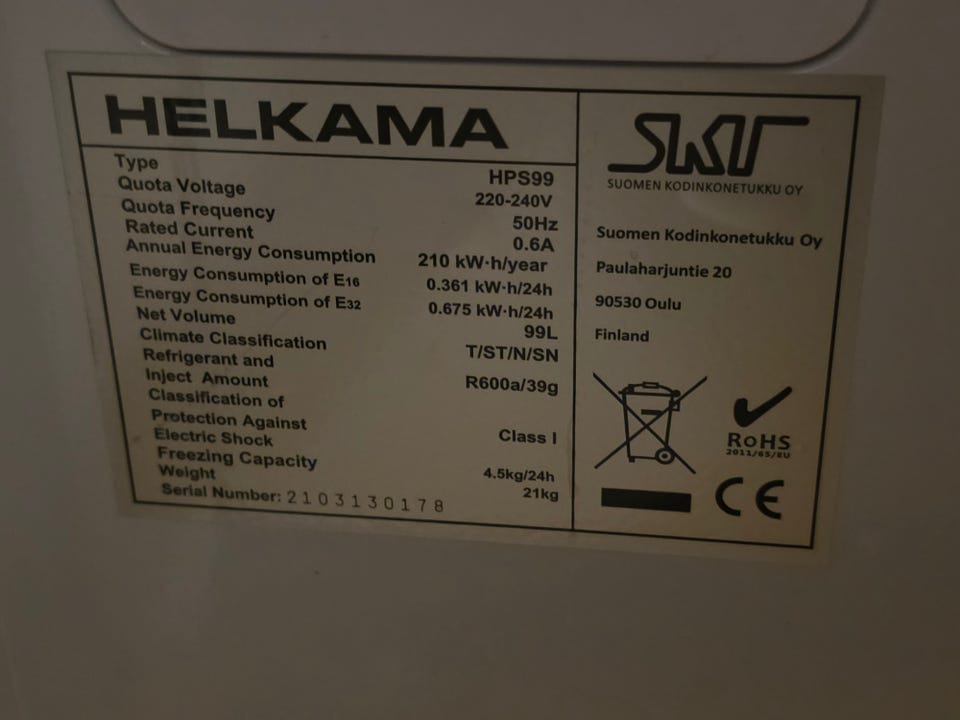 HELKAMA
Type HPS99
Quota Voltage 220-240V
Quota Frequency 50Hz
Rated Current 0.6A
Annual Energy Consumption 210 kW·h/year
Energy Consumption of E16 0.361 kW·h/24h
Energy Consumption of E32 0.675 kW·h/24h
Net Volume 99L
Climate Classification T/ST/N/SN
Refrigerant and
Inject Amount R600a/39g
Classification of
Protection Against
Electric Shock Class I
Freezing Capacity 4.5kg/24h
Weight 21kg
Serial Number: 2103130178
SKT
SUOMEN KODINKONETUKKU OY
Suomen Kodinkonetukku Oy
Paulaharjuntie 20
90530 Oulu
Finland
RoHS
2011/65/EU
CE